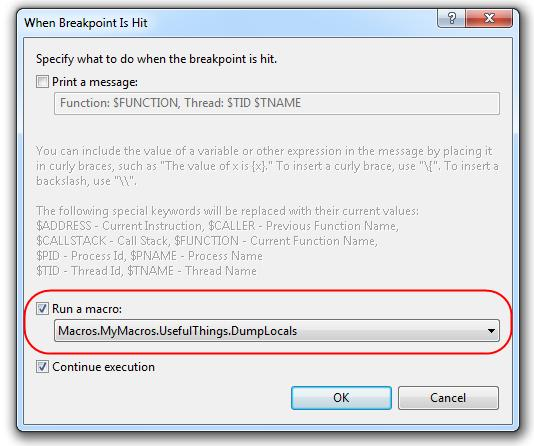 When Breakpoint Is Hit
?
Specify what to do when the breakpoint is hit.
Print a message:
Function: $FUNCTION, Thread: $TID $TNAME
You can include the value of a variable or other expression in the message by placing it
in curly braces, such as "The value of x is {x}." To insert a curly brace, use "\{". To insert a
backslash, use "\\".
The following special keywords will be replaced with their current values:
$ADDRESS - Current Instruction, $CALLER - Previous Function Name,
$CALLSTACK - Call Stack, $FUNCTION - Current Function Name,
$PID - Process Id, $PNAME - Process Name
$TID - Thread Id, $TNAME - Thread Name
Run a macro:
Macros.MyMacros.UsefulThings.DumpLocals
Continue execution
OK Cancel